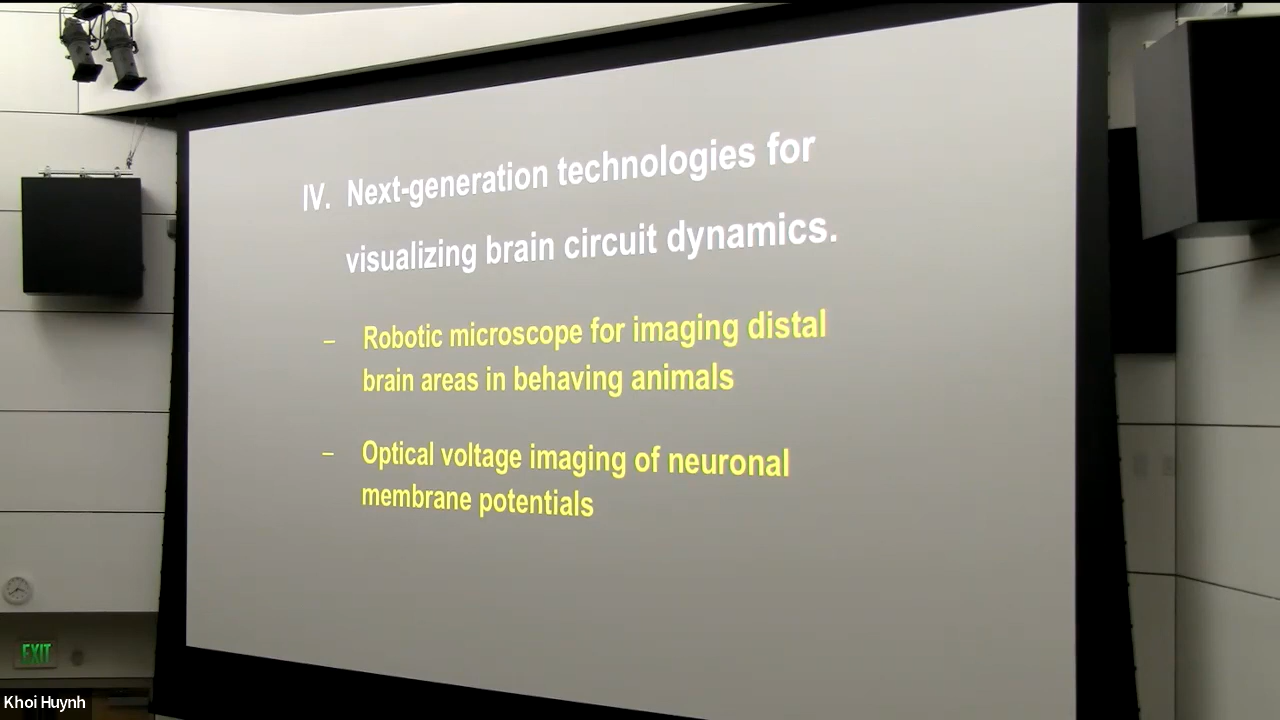 IV. Next-generation technologies for
visualizing brain circuit dynamics.
– Robotic microscope for imaging distal
brain areas in behaving animals
– Optical voltage imaging of neuronal
membrane potentials
EXIT
Khoi Huynh